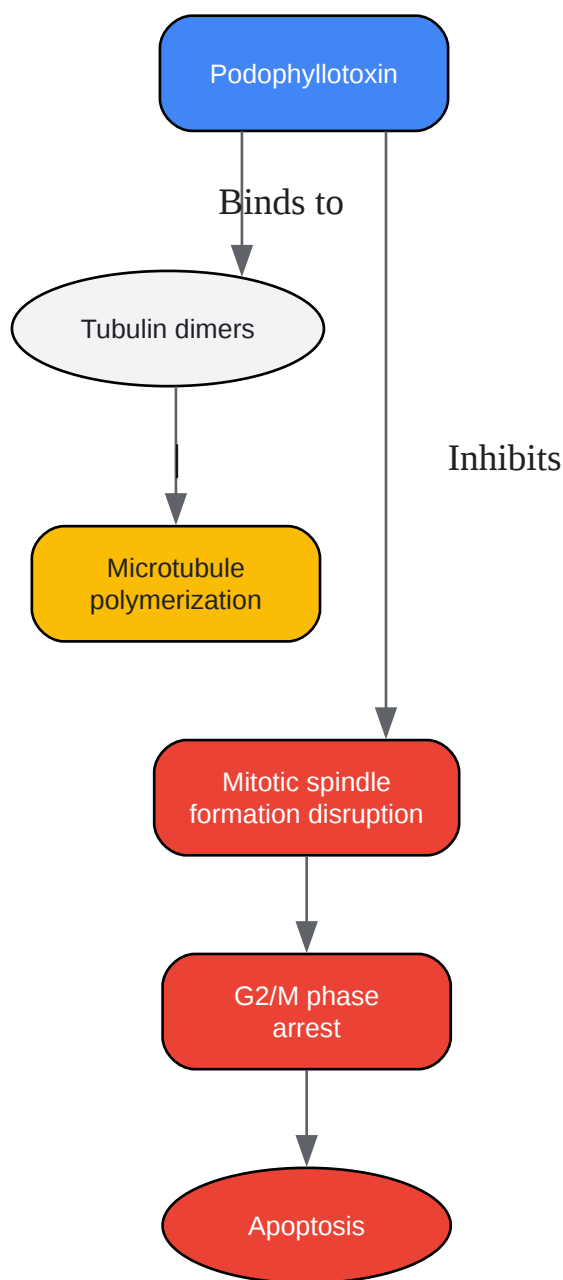 Podophyllotoxin
Binds to
Tubulin dimers
Inhibits
Microtubule
polymerization
Mitotic spindle
formation disruption
G2/M phase
arrest
Apoptosis